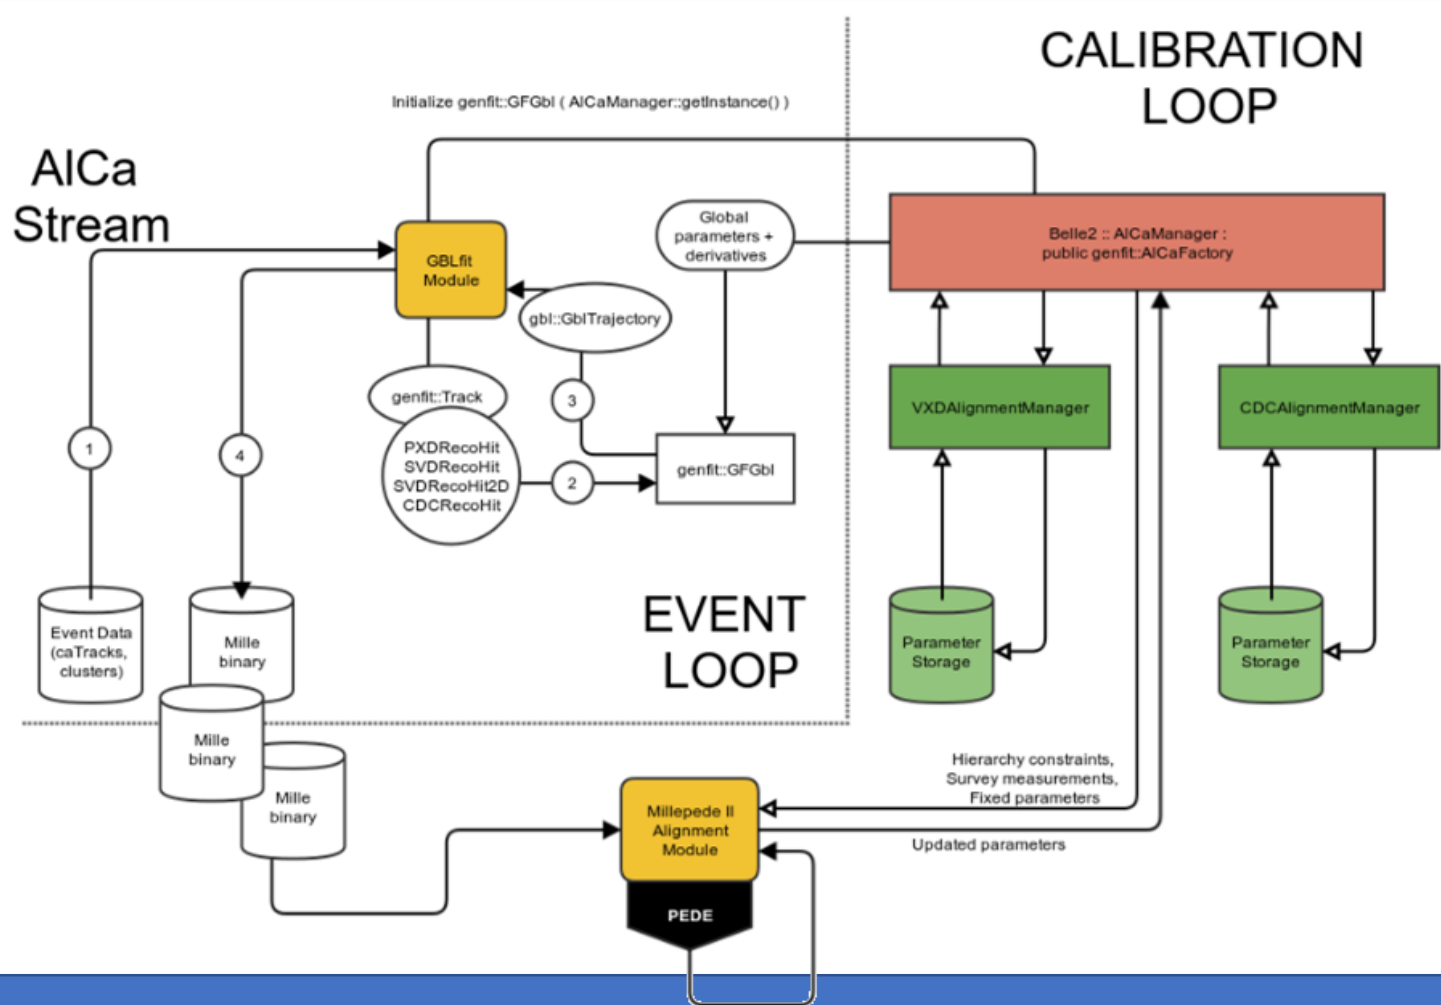 CALIBRATION
LOOP
Initialize genfit::GFGbl ( AlCaManager::getInstance() )
AlCa
Stream
Global
parameters +
derivatives
Belle2 :: AlCaManager :
public genfit::AlCaFactory
GBLfit
Module
gbl::GblTrajectory
genfit::Track
3
VXDAlignmentManager
CDCAlignmentManager
1
4
PXDRecoHit
SVDRecoHit
SVDRecoHit2D
CDCRecoHit
2
genfit::GFGbl
EVENT
LOOP
Event Data
(caTracks,
clusters)
Mille
binary
Parameter
Storage
Parameter
Storage
Mille
binary
Mille
binary
Hierarchy constraints,
Survey measurements,
Fixed parameters
Millepede II
Alignment
Module
Updated parameters
PEDE